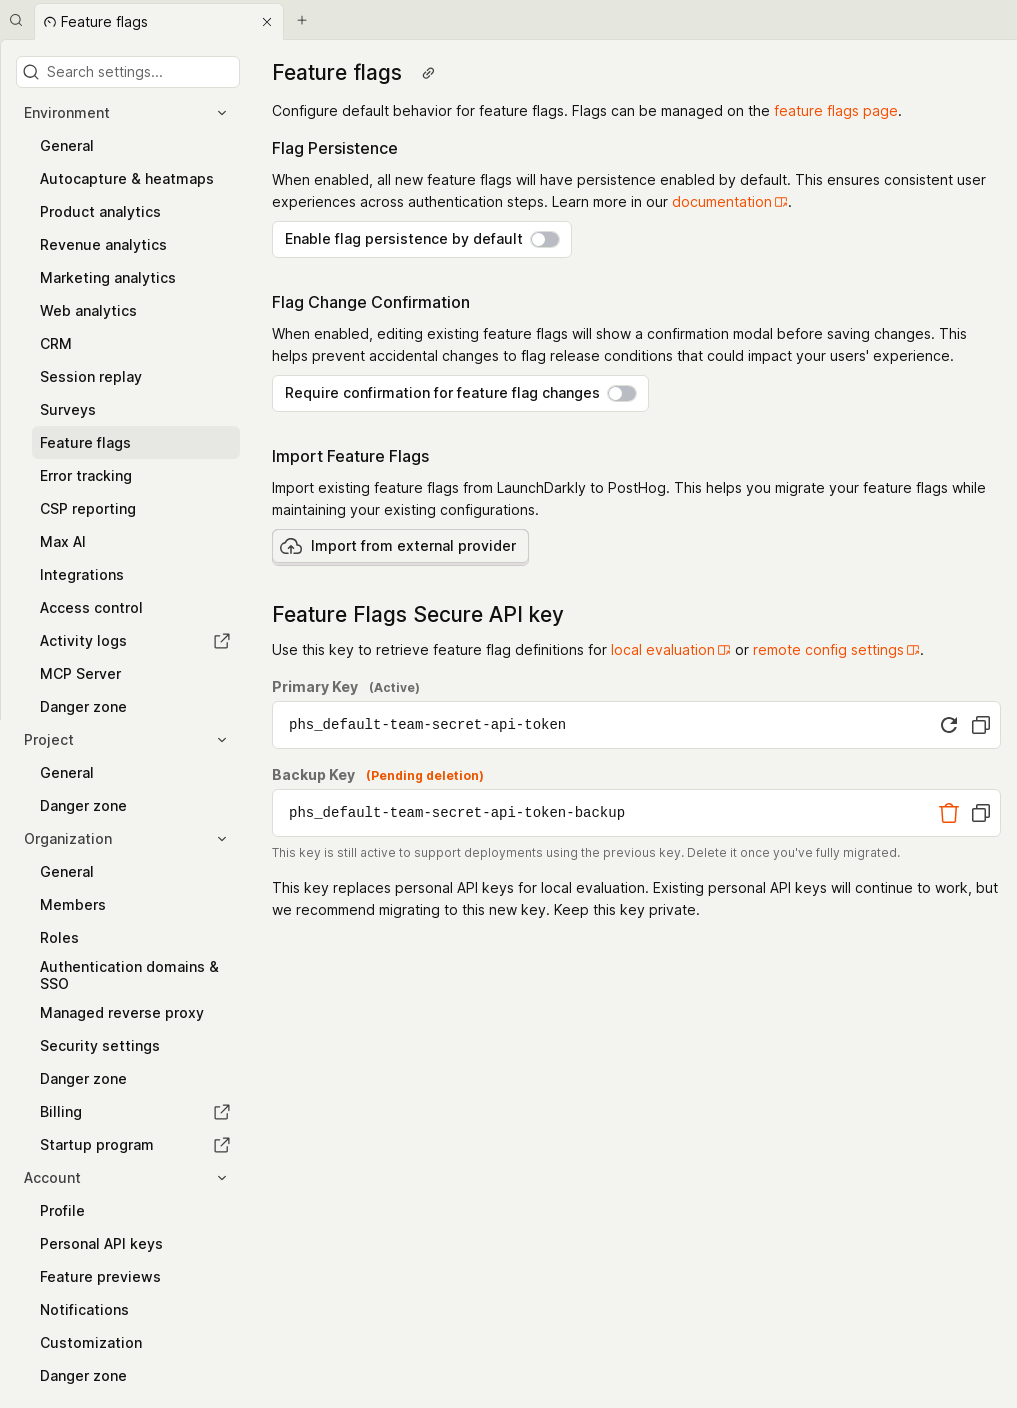 Feature flags
Search settings...
Environment
General
Autocapture & heatmaps
Product analytics
Revenue analytics
Marketing analytics
Web analytics
CRM
Session replay
Surveys
Feature flags
Error tracking
CSP reporting
Max AI
Integrations
Access control
Activity logs
MCP Server
Danger zone
Project
General
Danger zone
Organization
General
Members
Roles
Authentication domains &
SSO
Managed reverse proxy
Security settings
Danger zone
Billing
Startup program
Account
Profile
Personal API keys
Feature previews
Notifications
Customization
Danger zone
Feature flags
Configure default behavior for feature flags. Flags can be managed on the feature flags page.
Flag Persistence
When enabled, all new feature flags will have persistence enabled by default. This ensures consistent user
experiences across authentication steps. Learn more in our documentation.
Enable flag persistence by default
Flag Change Confirmation
When enabled, editing existing feature flags will show a confirmation modal before saving changes. This
helps prevent accidental changes to flag release conditions that could impact your users' experience.
Require confirmation for feature flag changes
Import Feature Flags
Import existing feature flags from LaunchDarkly to PostHog. This helps you migrate your feature flags while
maintaining your existing configurations.
Import from external provider
Feature Flags Secure API key
Use this key to retrieve feature flag definitions for local evaluation or remote config settings.
Primary Key (Active)
phs_default-team-secret-api-token
Backup Key (Pending deletion)
phs_default-team-secret-api-token-backup
This key is still active to support deployments using the previous key. Delete it once you've fully migrated.
This key replaces personal API keys for local evaluation. Existing personal API keys will continue to work, but
we recommend migrating to this new key. Keep this key private.